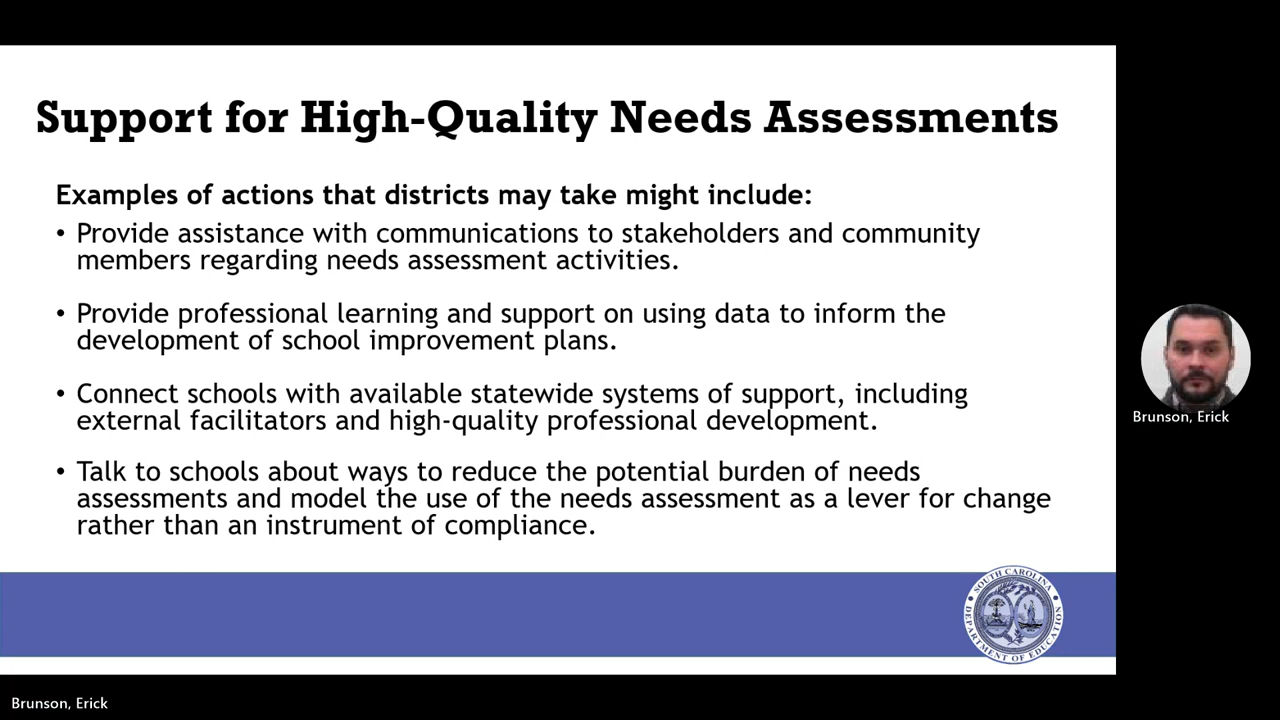 Support for High-Quality Needs Assessments
Examples of actions that districts may take might include:
• Provide assistance with communications to stakeholders and community
members regarding needs assessment activities.
• Provide professional learning and support on using data to inform the
development of school improvement plans.
• Connect schools with available statewide systems of support, including
external facilitators and high-quality professional development.
• Talk to schools about ways to reduce the potential burden of needs
assessments and model the use of the needs assessment as a lever for change
rather than an instrument of compliance.
SOUTH CAROLINA
DEPARTMENT OF EDUCATION
Brunson, Erick
Brunson, Erick